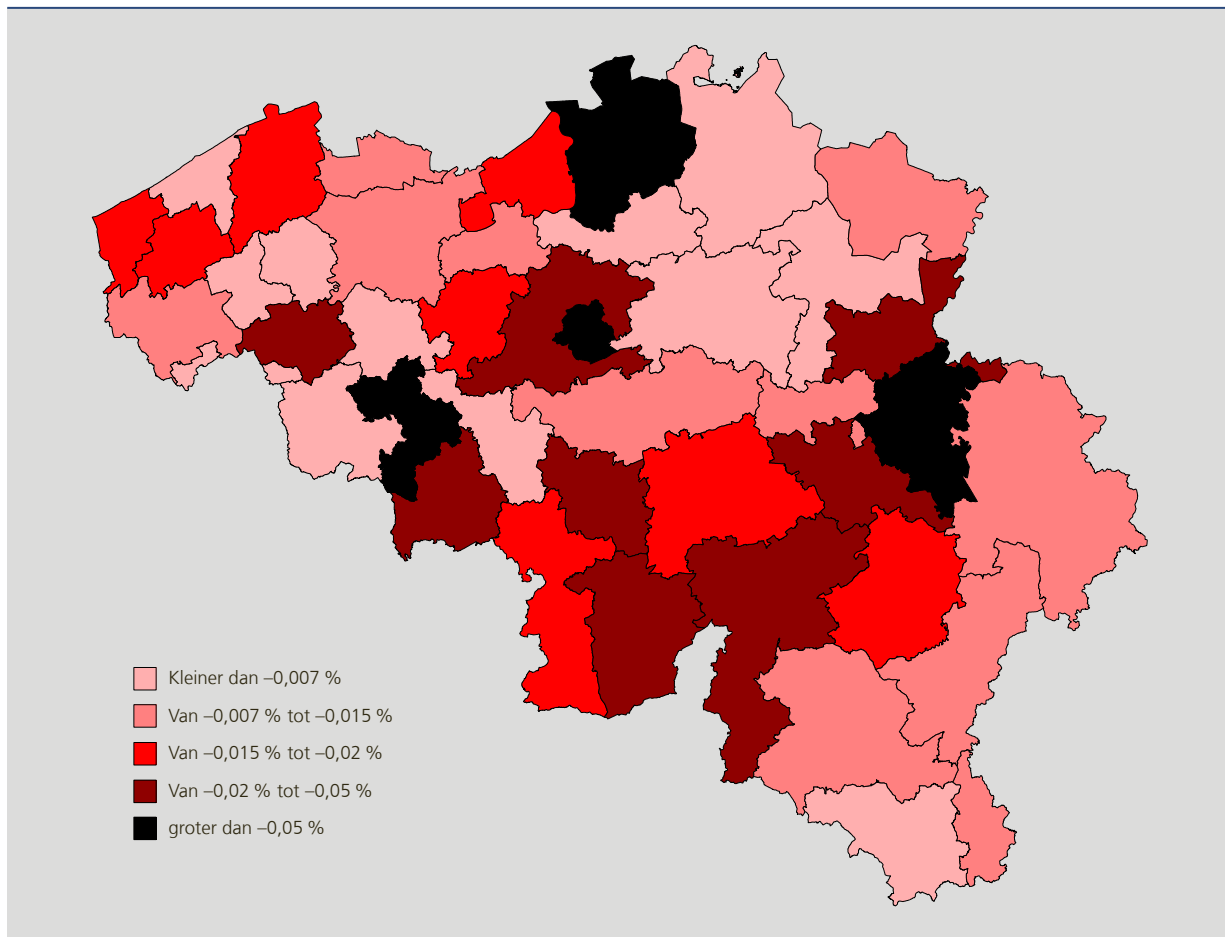 Kleiner dan –0,007 %
Van –0,007 % tot –0,015 %
Van –0,015 % tot –0,02 %
Van –0,02 % tot –0,05 %
groter dan –0,05 %